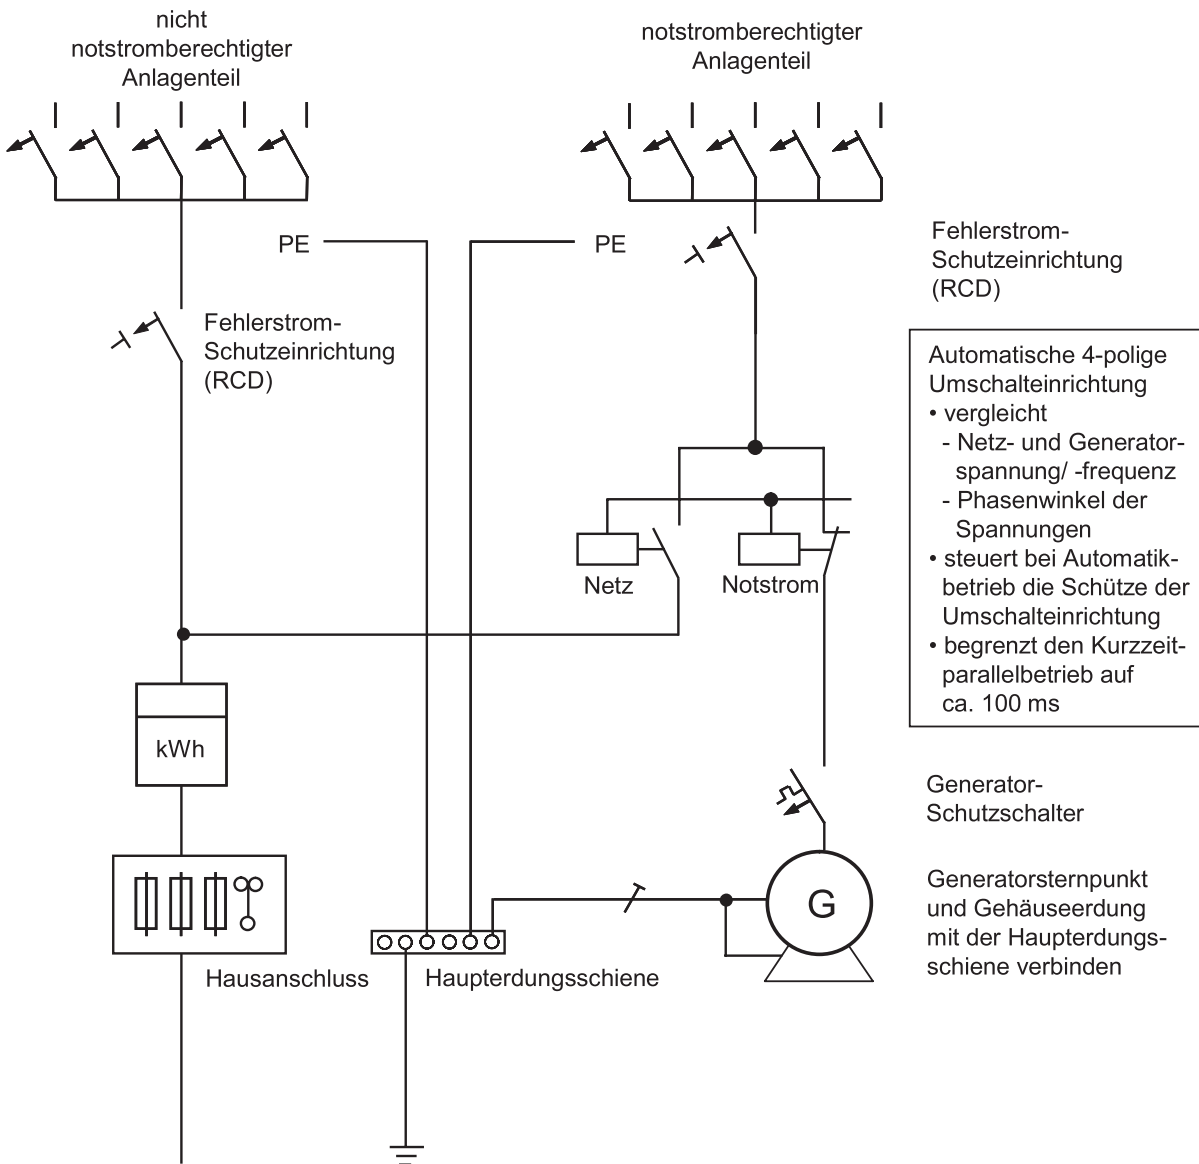 nicht
notstromberechtigter
Anlagenteil
notstromberechtigter
Anlagenteil
PE
PE
Fehlerstrom-
Schutzeinrichtung
(RCD)
Fehlerstrom-
Schutzeinrichtung
(RCD)
Automatische 4-polige
Umschalteinrichtung
• vergleicht
- Netz- und Generator-
spannung/ -frequenz
- Phasenwinkel der
Spannungen
• steuert bei Automatik-
betrieb die Schütze der
Umschalteinrichtung
• begrenzt den Kurzzeit-
parallelbetrieb auf
ca. 100 ms
Netz
Notstrom
kWh
Generator-
Schutzschalter
G
Generatorsternpunkt
und Gehäuseerdung
mit der Haupterdungs-
schiene verbinden
Hausanschluss
Haupterdungsschiene